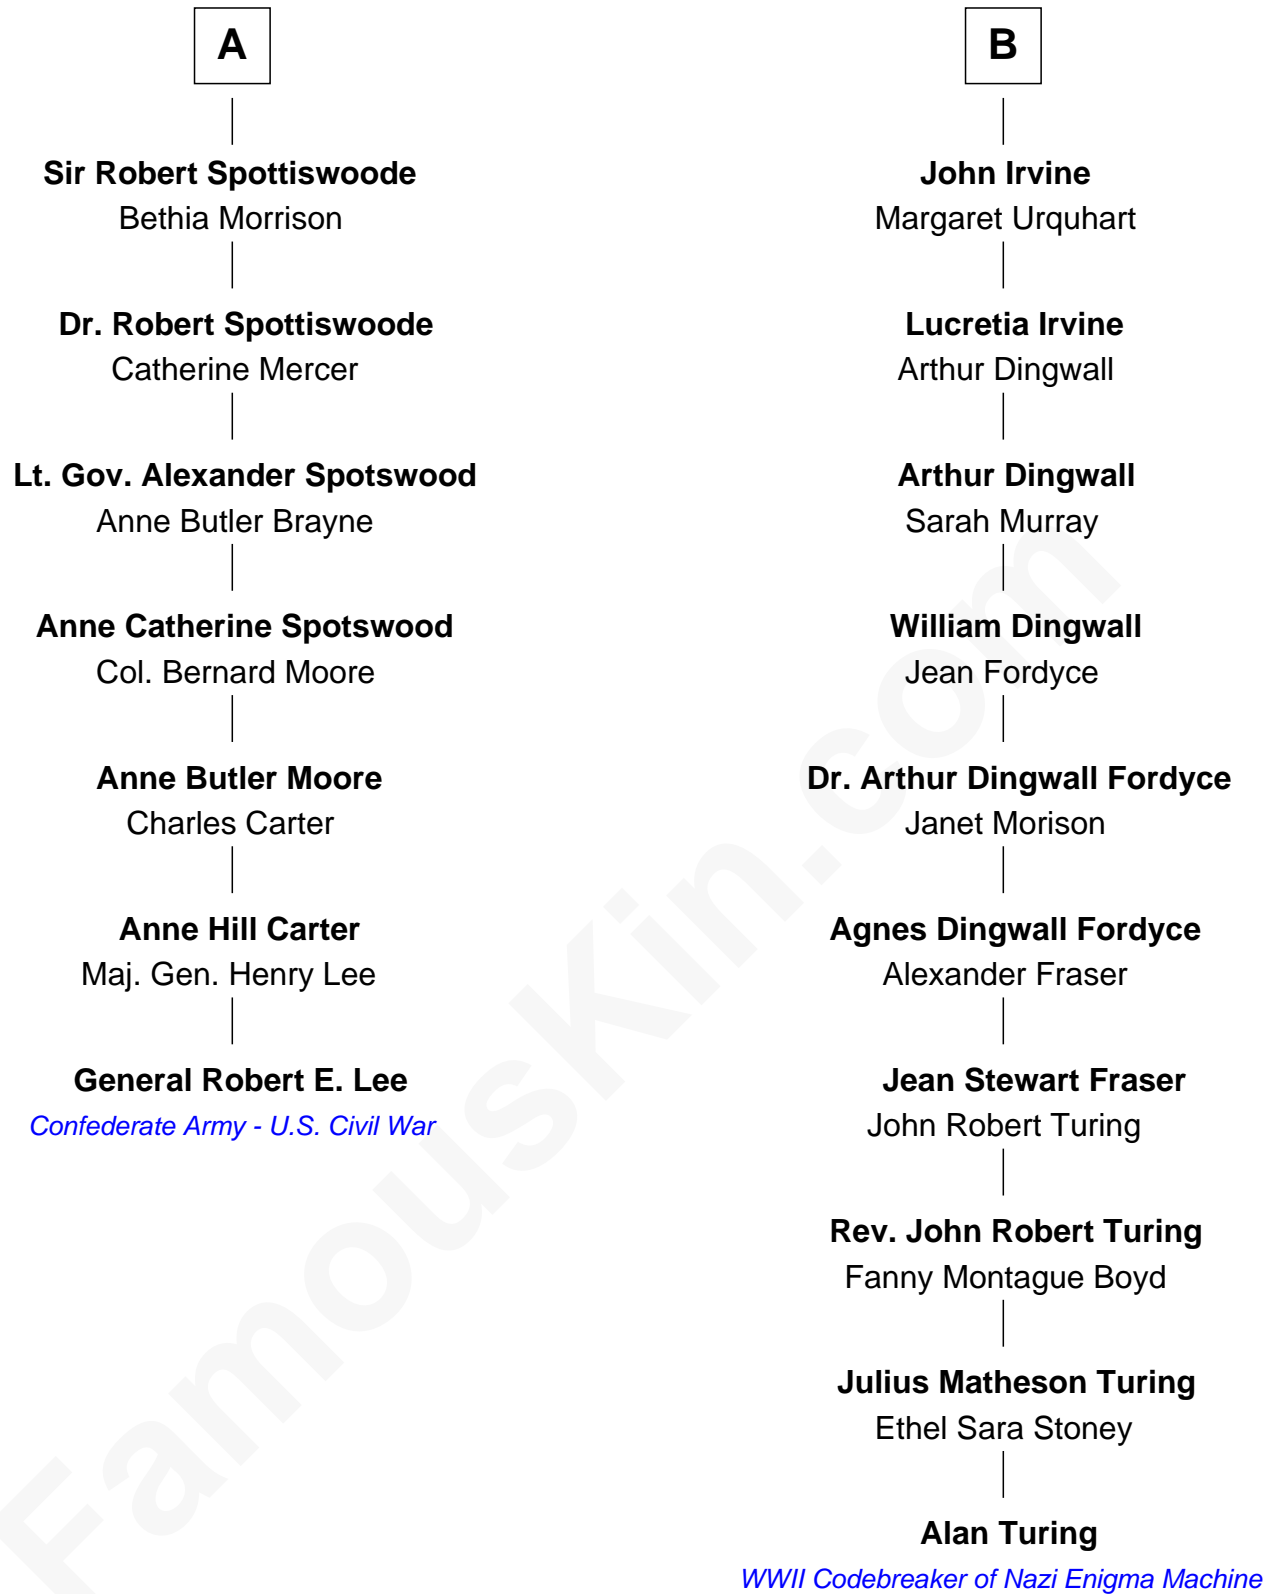 A
Sir Robert Spottiswoode
Bethia Morrison
Dr. Robert Spottiswoode
Catherine Mercer
Lt. Gov. Alexander Spotswood
Anne Butler Brayne
Anne Catherine Spotswood
Col. Bernard Moore
Anne Butler Moore
Charles Carter
Anne Hill Carter
Maj. Gen. Henry Lee
General Robert E. Lee
Confederate Army - U.S. Civil War
B
John Irvine
Margaret Urquhart
Lucretia Irvine
Arthur Dingwall
Arthur Dingwall
Sarah Murray
William Dingwall
Jean Fordyce
Dr. Arthur Dingwall Fordyce
Janet Morison
Agnes Dingwall Fordyce
Alexander Fraser
Jean Stewart Fraser
John Robert Turing
Rev. John Robert Turing
Fanny Montague Boyd
Julius Matheson Turing
Ethel Sara Stoney
Alan Turing
WWII Codebreaker of Nazi Enigma Machine
FamousKin.com